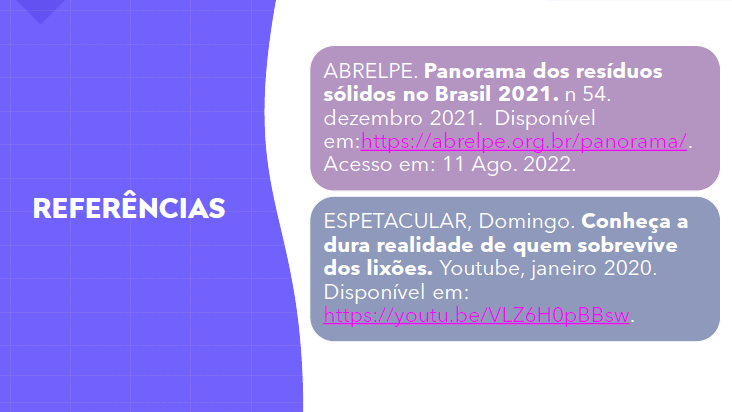 REFERÊNCIAS
ABRELPE. Panorama dos resíduos
sólidos no Brasil 2021. n 54.
dezembro 2021.  Disponível
em:https://abrelpe.org.br/panorama/.
Acesso em: 11 Ago. 2022.
ESPETACULAR, Domingo. Conheça a
dura realidade de quem sobrevive
dos lixões. Youtube, janeiro 2020.
Disponível em:
https://youtu.be/VLZ6H0pBBsw.